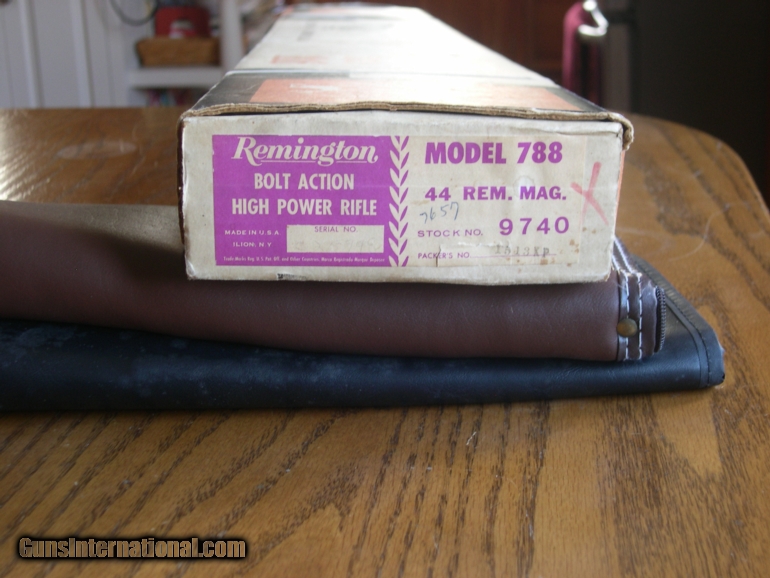 Remington
BOLT ACTION
HIGH POWER RIFLE
MADE IN U.S.A
ILION, N.Y
SERIAL NO.
MODEL 788
44 REM. MAG.
7657
STOCK NO. 9740
PACKER'S NO.
GunsInternational.com